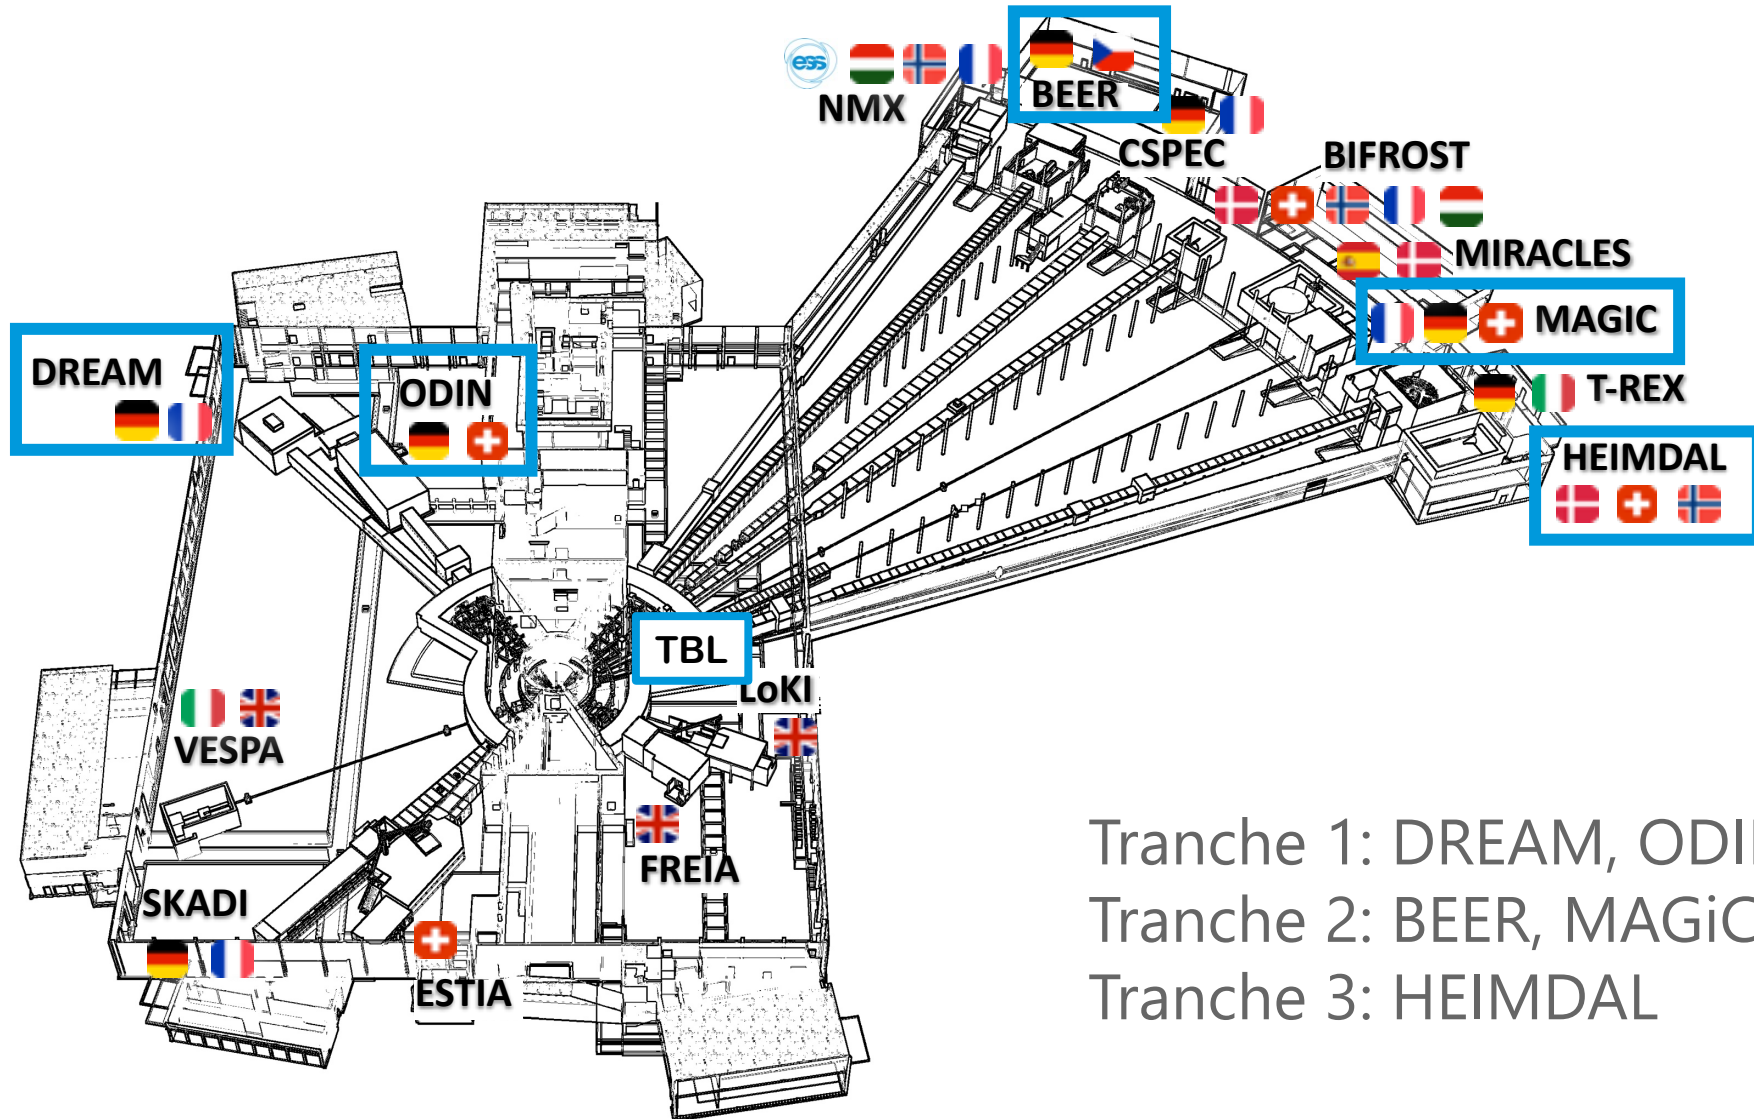 ess
NMX
BEER
CSPEC
BIFROST
MIRACLES
MAGIC
T-REX
HEIMDAL
DREAM
ODIN
TBL
LoKI
VESPA
FREIA
SKADI
ESTIA
Tranche 1: DREAM, ODI
Tranche 2: BEER, MAGiC
Tranche 3: HEIMDAL